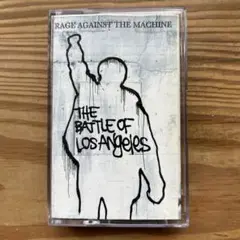 RAGE AGAINST THE MACHINE
THE
BATTLE OF
LOS ANGELES